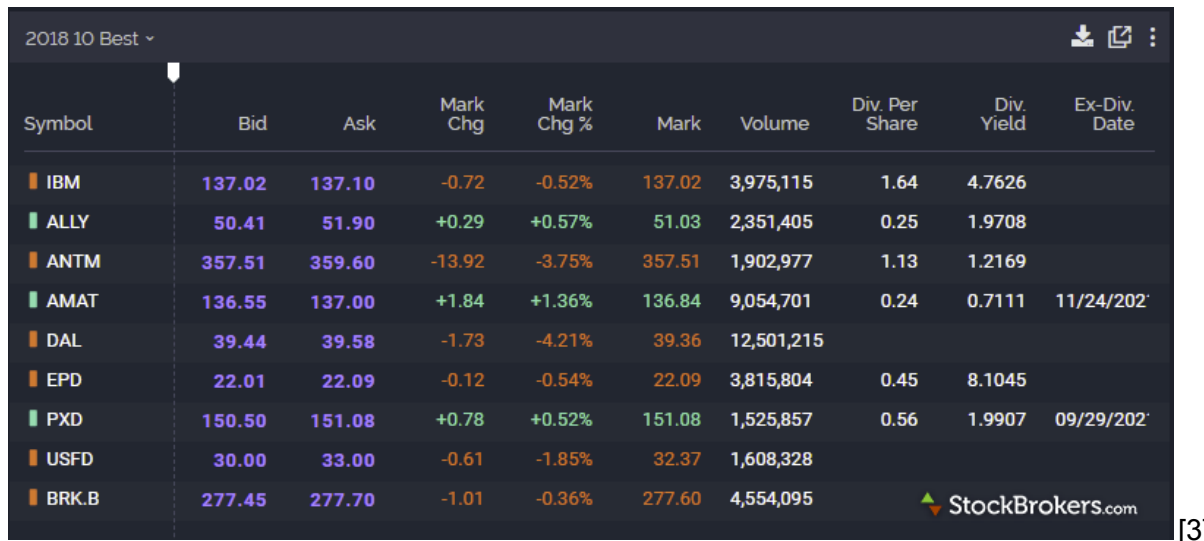 2018 10 Best
Symbol Bid Ask Mark Chg Mark Chg % Mark Volume Div. Per Share Div. Yield Ex-Div. Date
IBM 137.02 137.10 -0.72 -0.52% 137.02 3,975,115 1.64 4.7626
ALLY 50.41 51.90 +0.29 +0.57% 51.03 2,351,405 0.25 1.9708
ANTM 357.51 359.60 -13.92 -3.75% 357.51 1,902,977 1.13 1.2169
AMAT 136.55 137.00 +1.84 +1.36% 136.84 9,054,701 0.24 0.7111 11/24/202
DAL 39.44 39.58 -1.73 -4.21% 39.36 12,501,215
EPD 22.01 22.09 -0.12 -0.54% 22.09 3,815,804 0.45 8.1045
PXD 150.50 151.08 +0.78 +0.52% 151.08 1,525,857 0.56 1.9907 09/29/202
USFD 30.00 33.00 -0.61 -1.85% 32.37 1,608,328
BRK.B 277.45 277.70 -1.01 -0.36% 277.60 4,554,095
StockBrokers.com
[3